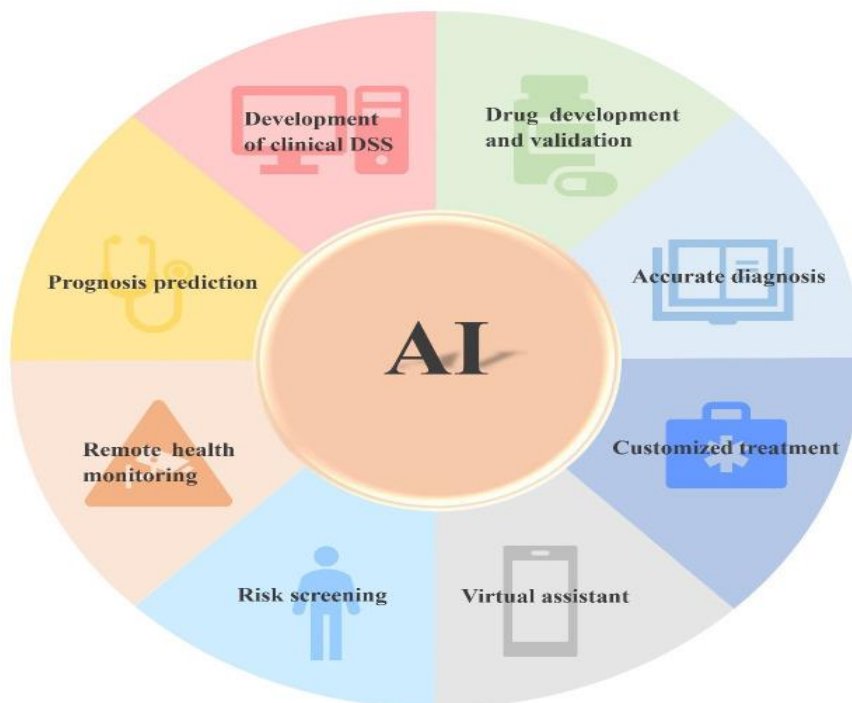 Development
of clinical DSS
Drug development
and validation
Prognosis prediction
Accurate diagnosis
AI
Remote health
monitoring
Customized treatment
Risk screening
Virtual assistant